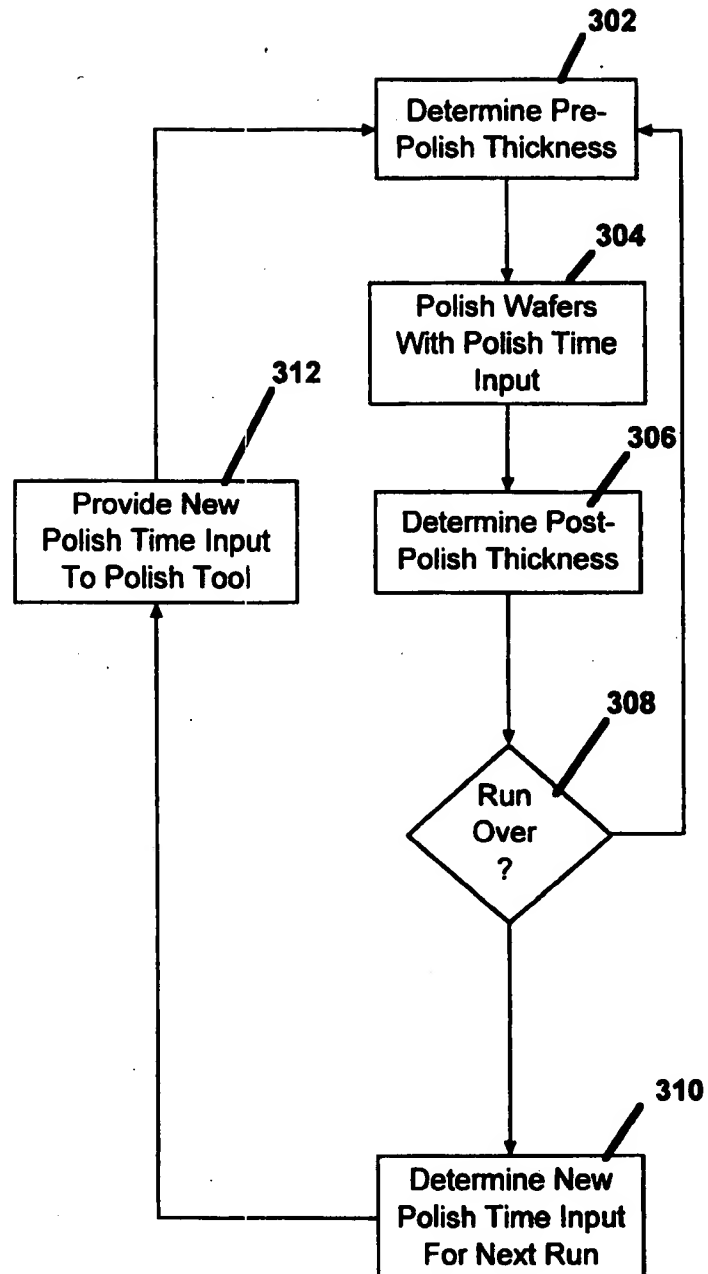 302
Determine Pre-
Polish Thickness
304
Polish Wafers
With Polish Time
Input
312
306
Provide New
Polish Time Input
To Polish Tool
Determine Post-
Polish Thickness
308
Run
Over
?
310
Determine New
Polish Time Input
For Next Run